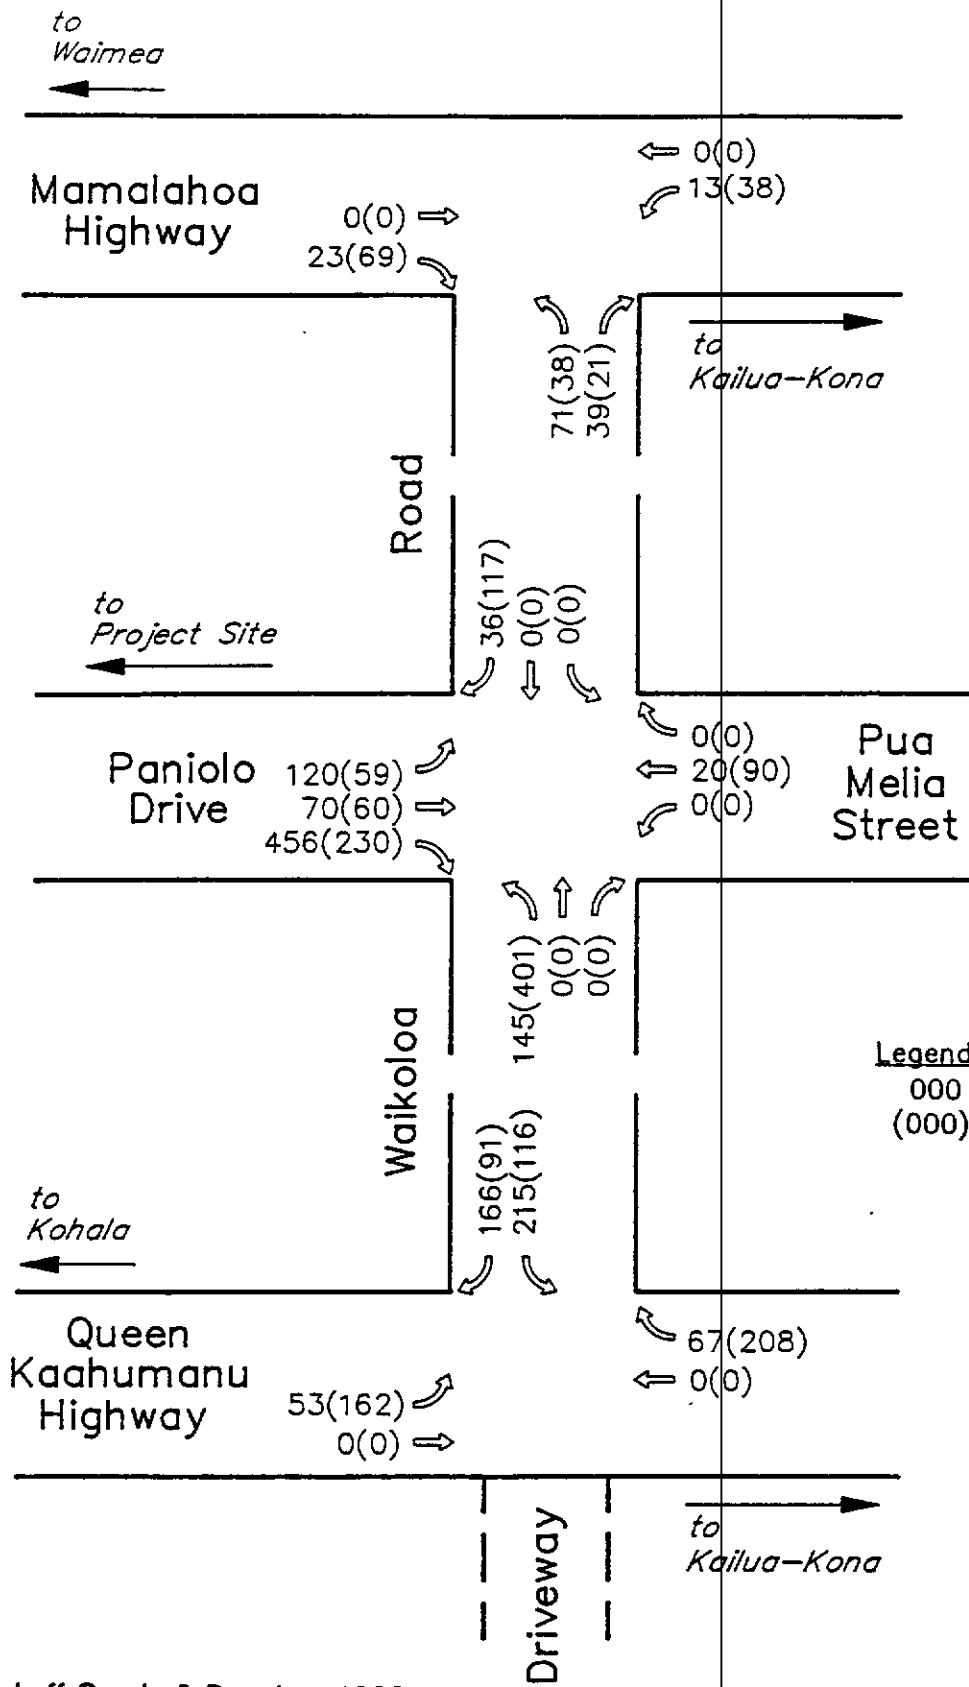 to
Waimea
Mamalahoa
Highway
0(0)
13(38)
0(0)
23(69)
to
Kailua-Kona
71(38)
39(21)
Road
to
Project Site
36(117)
0(0)
0(0)
Paniolo
Drive
120(59)
70(60)
456(230)
0(0)
20(90)
0(0)
Pua
Melia
Street
145(401)
0(0)
0(0)
Waikoloa
Legend
000
(000)
166(91)
215(116)
to
Kohala
Queen
Kaahumanu
Highway
67(208)
0(0)
53(162)
0(0)
to
Kailua-Kona
Driveway